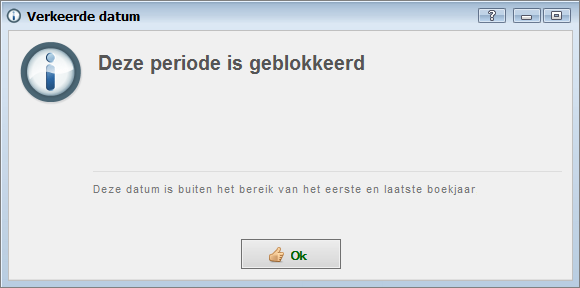 Verkeerde datum
Deze periode is geblokkeerd
Deze datum is buiten het bereik van het eerste en laatste boekjaar
Ok